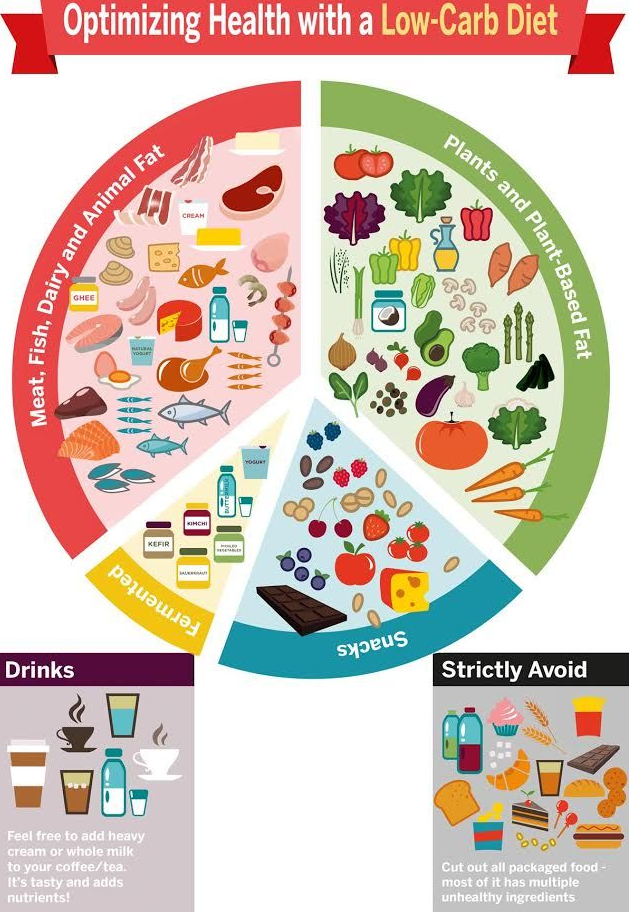 Optimizing Health with a Low-Carb Diet
Meat, Fish, Dairy and Animal Fat
CREAM
GHEE
NATURAL
YOGURT
Plants and Plant-Based Fat
YOGURT
BUTTERMILK
KIMCHI
KEFIR
PICKLED
VEGETABLES
SAUERKRAUT
Fermented
Snacks
Drinks
Feel free to add heavy
cream or whole milk
to your coffee/tea.
It's tasty and adds
nutrients!
Strictly Avoid
Cut out all packaged food -
most of it has multiple
unhealthy ingredients